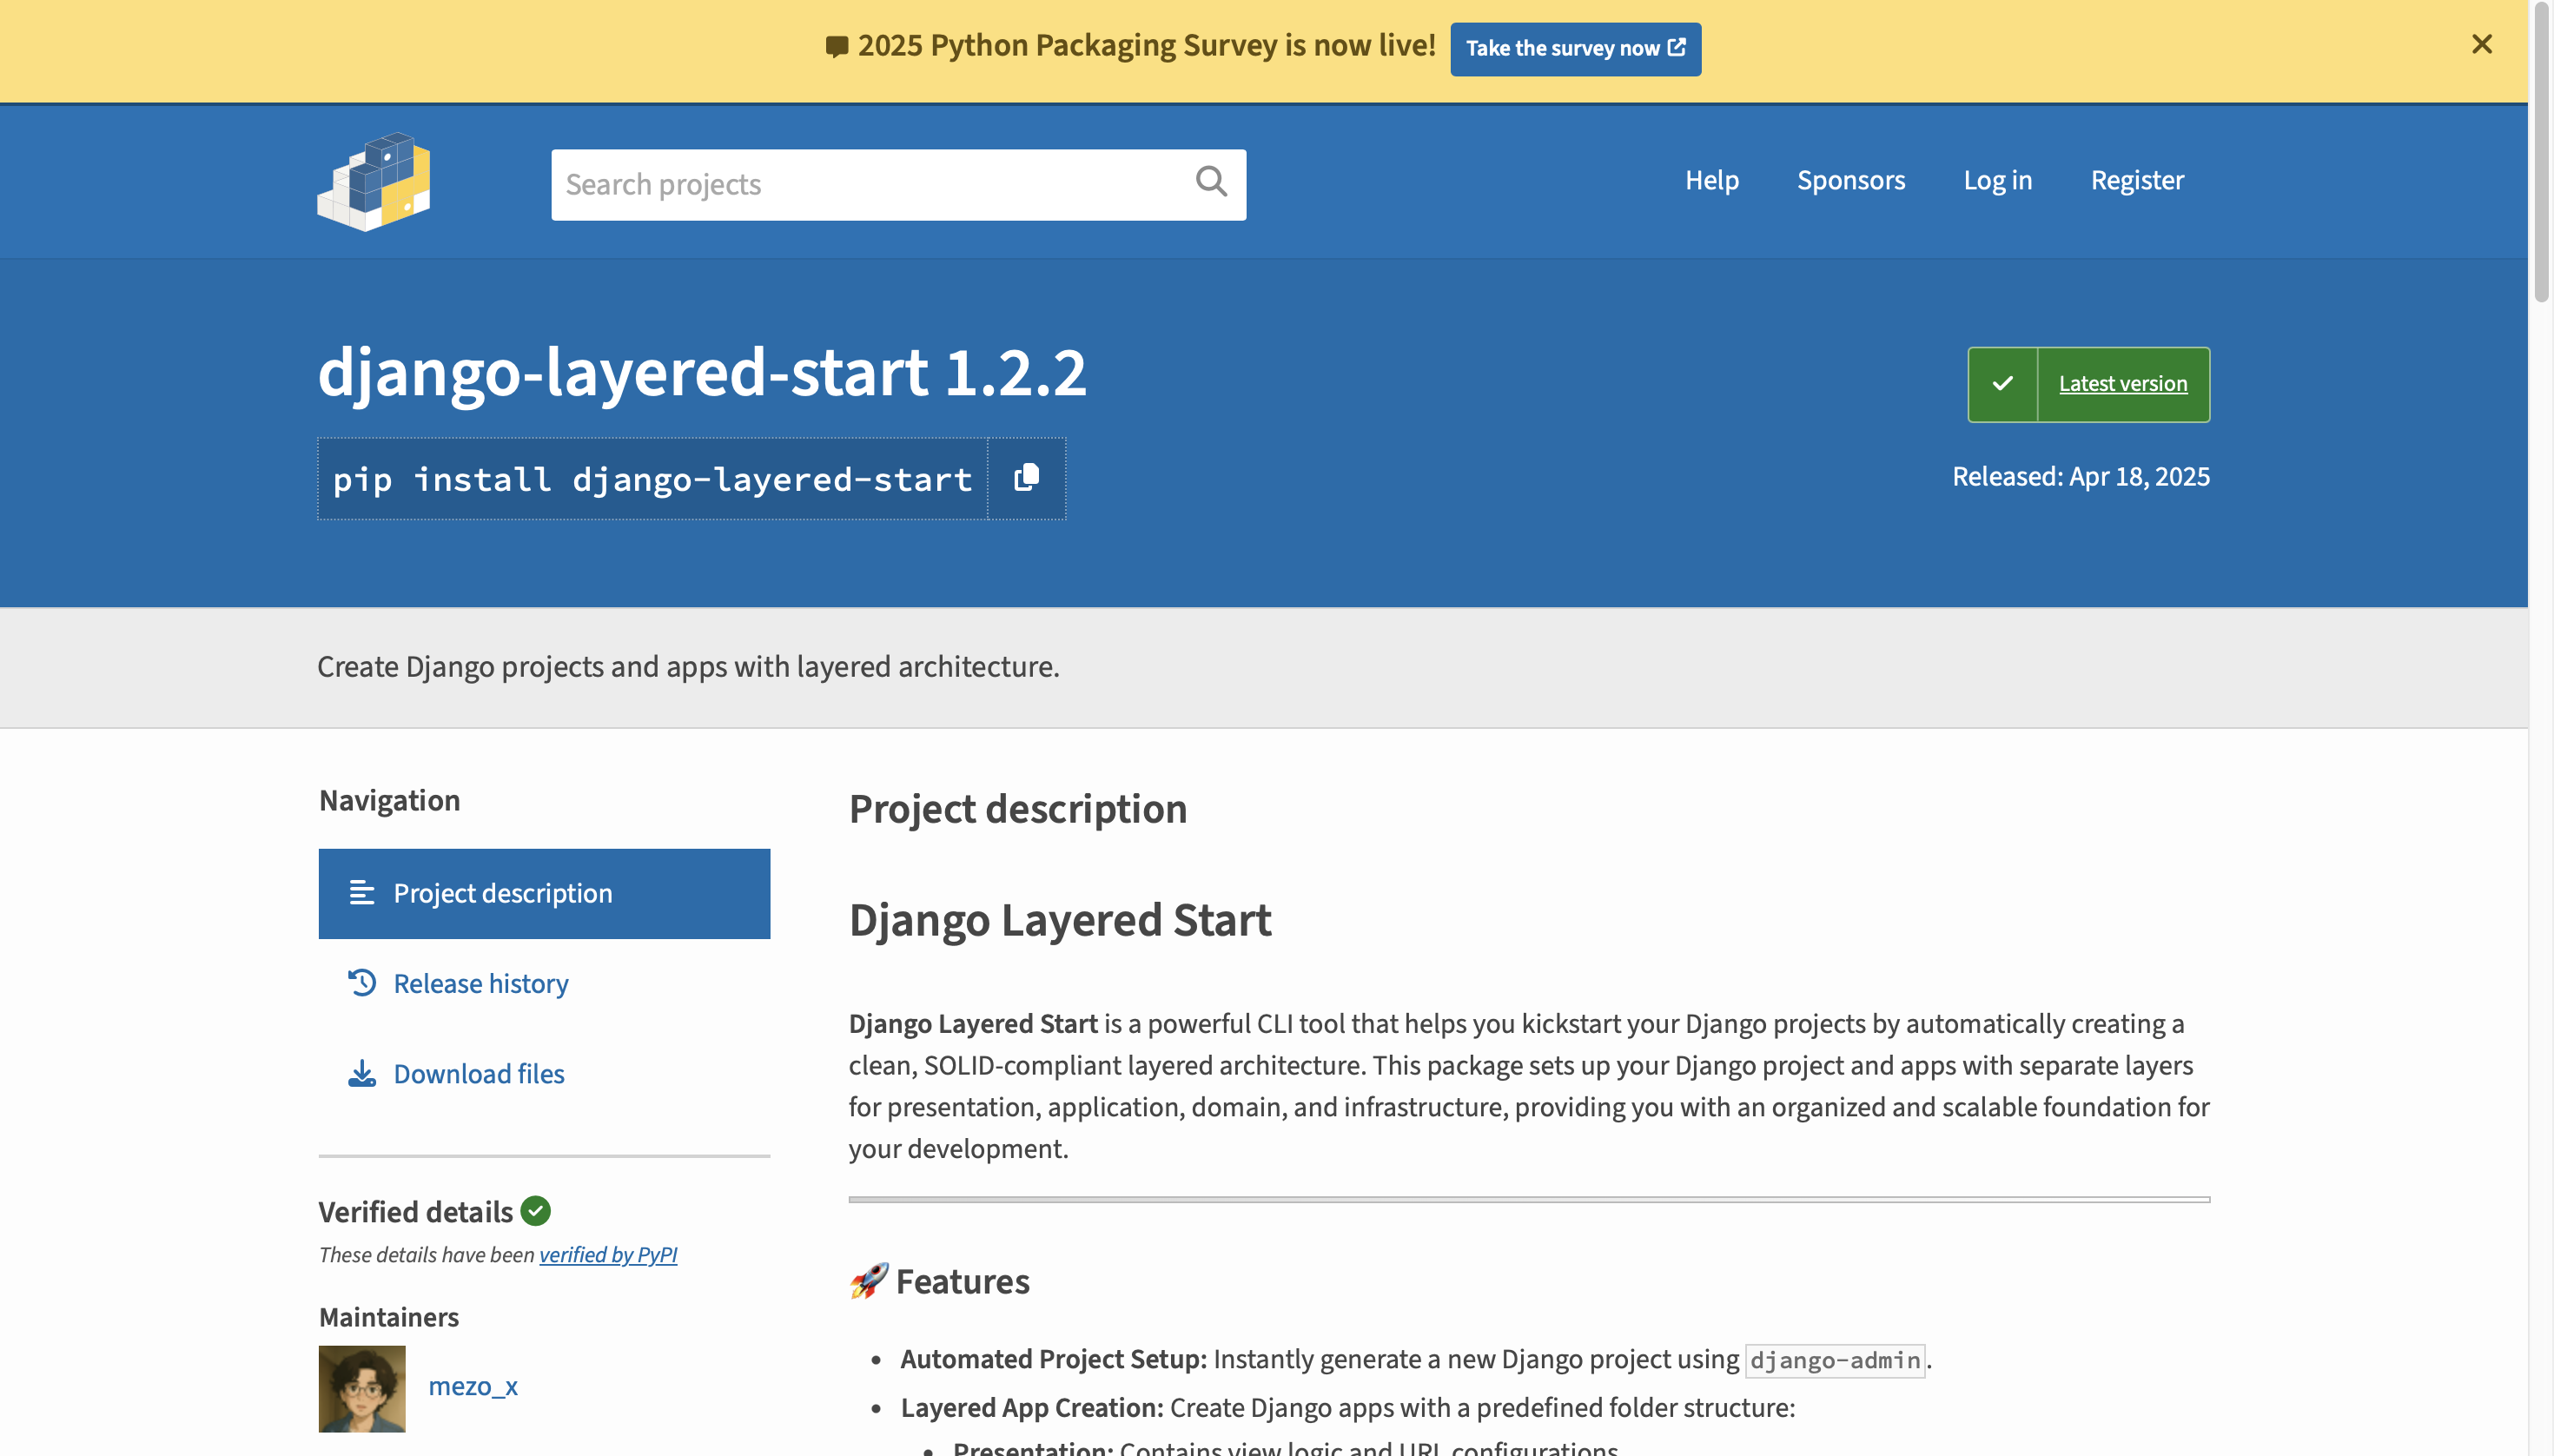 2025 Python Packaging Survey is now live! Take the survey now
Search projects
Help Sponsors Log in Register
django-layered-start 1.2.2
Latest version
pip install django-layered-start
Released: Apr 18, 2025
Create Django projects and apps with layered architecture.
Navigation
Project description
Release history
Download files
Verified details
These details have been verified by PyPI
Maintainers
mezo_x
Project description
Django Layered Start
Django Layered Start is a powerful CLI tool that helps you kickstart your Django projects by automatically creating a
clean, SOLID-compliant layered architecture. This package sets up your Django project and apps with separate layers
for presentation, application, domain, and infrastructure, providing you with an organized and scalable foundation for
your development.
🚀 Features
• Automated Project Setup: Instantly generate a new Django project using django-admin.
• Layered App Creation: Create Django apps with a predefined folder structure:
• Presentation: Contains view logic and URL configurations.